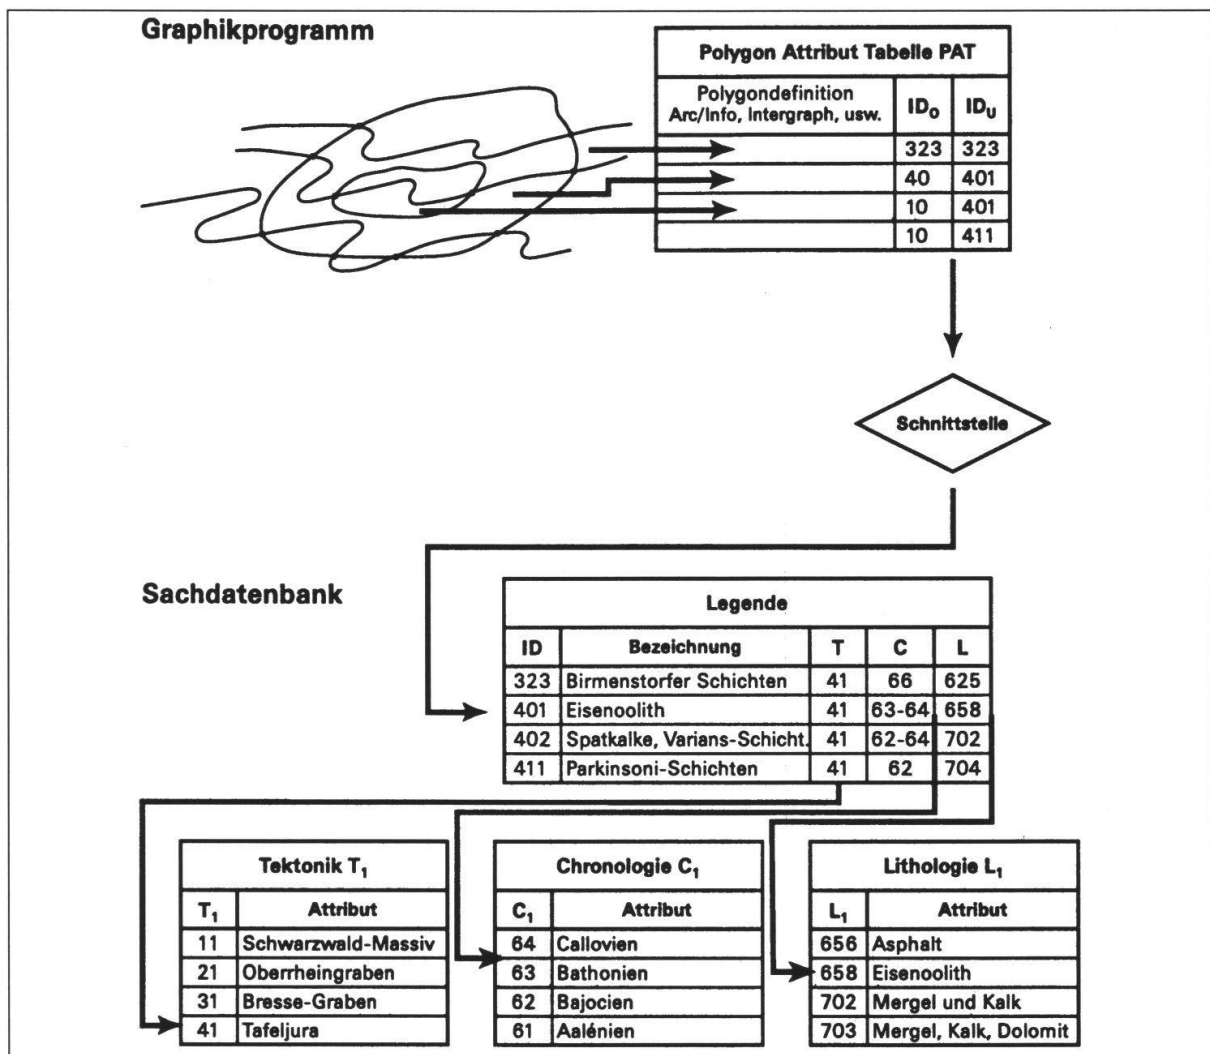 Graphikprogramm
Polygon Attribut Tabelle PAT
Polygondefinition
Arc/Info, Intergraph, usw. IDO IDU
323 323
40 401
10 401
10 411
Schnittstelle
Sachdatenbank
Legende
ID Bezeichnung T C L
323 Birmenstorfer Schichten 41 66 625
401 Eisenoolith 41 63-64 658
402 Spatkalke, Varians-Schicht. 41 62-64 702
411 Parkinsoni-Schichten 41 62 704
Tektonik T1
T1 Attribut
11 Schwarzwald-Massiv
21 Oberrheingraben
31 Bresse-Graben
41 Tafeljura
Chronologie C1
C1 Attribut
64 Callovien
63 Bathonien
62 Bajocien
61 Aalénien
Lithologie L1
L1 Attribut
656 Asphalt
658 Eisenoolith
702 Mergel und Kalk
703 Mergel, Kalk, Dolomit